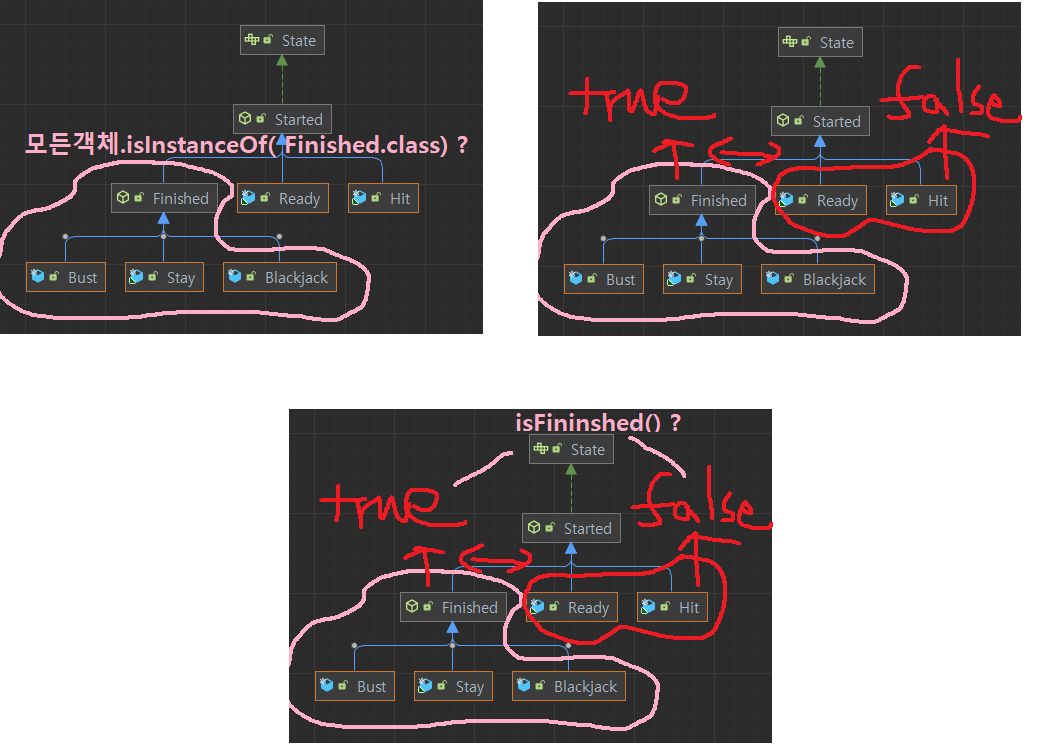 State
Started
모든객체.isInstanceOf( Finished.class) ?
Finished
Ready
Hit
Bust
Stay
Blackjack
State
true
false
Started
Finished
Ready
Hit
Bust
Stay
Blackjack
isFininshed() ?
State
true
false
Started
Finished
Ready
Hit
Bust
Stay
Blackjack